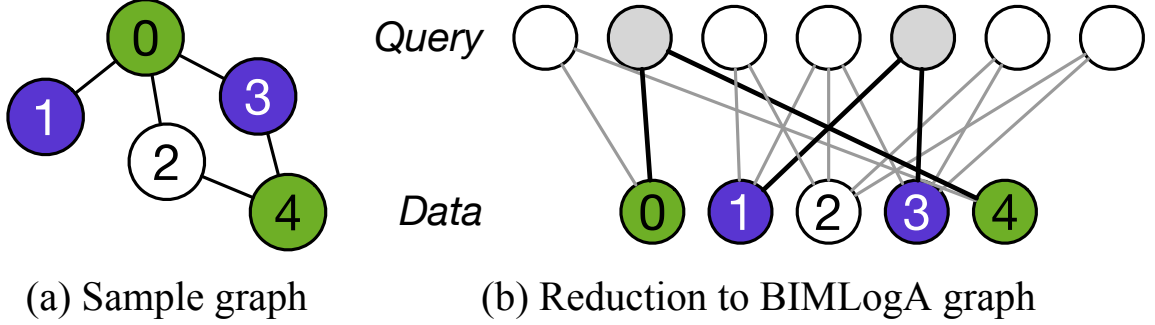 0
1
3
2
4
(a) Sample graph
Query
Data
0 1 2 3 4
(b) Reduction to BIMLogA graph